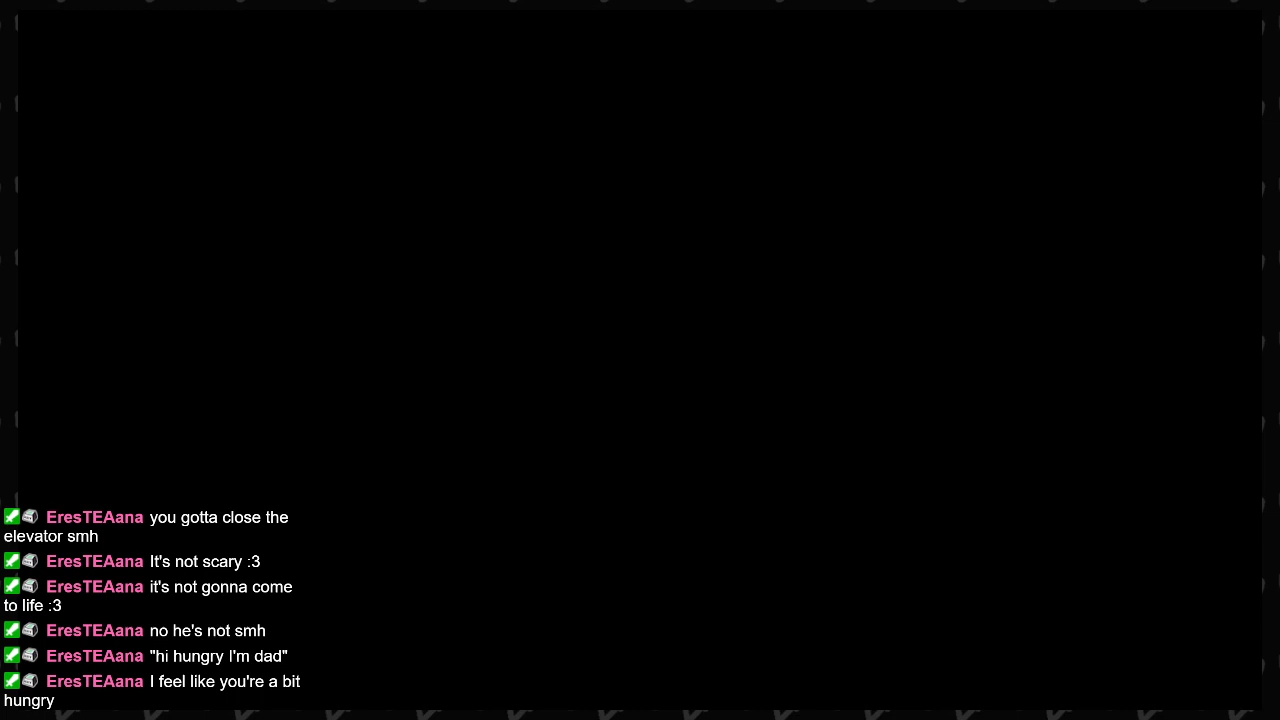 EresTEAana you gotta close the
elevator smh
EresTEAana It's not scary :3
EresTEAana it's not gonna come
to life :3
EresTEAana no he's not smh
EresTEAana "hi hungry I'm dad"
EresTEAana I feel like you're a bit
hungry